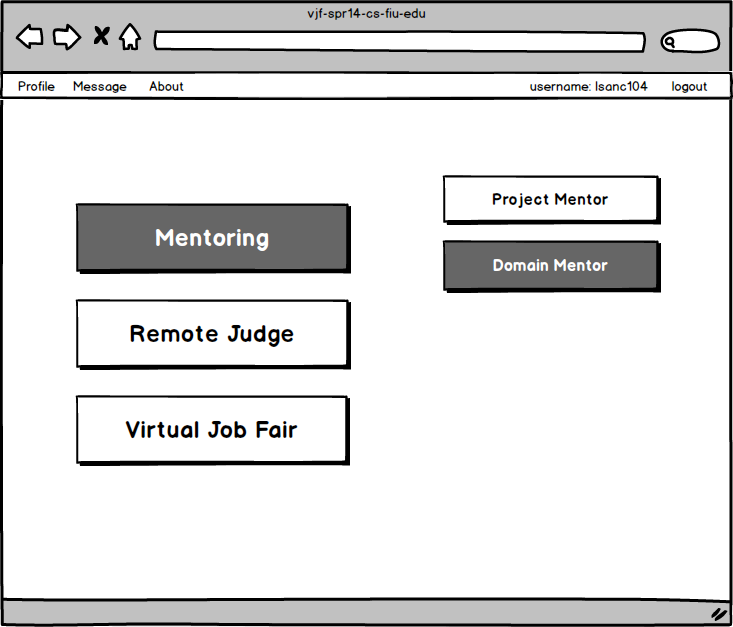 vjf-spr14-cs-fiu-edu
Profile Message About username: lsanc104 logout
Mentoring
Remote Judge
Virtual Job Fair
Project Mentor
Domain Mentor